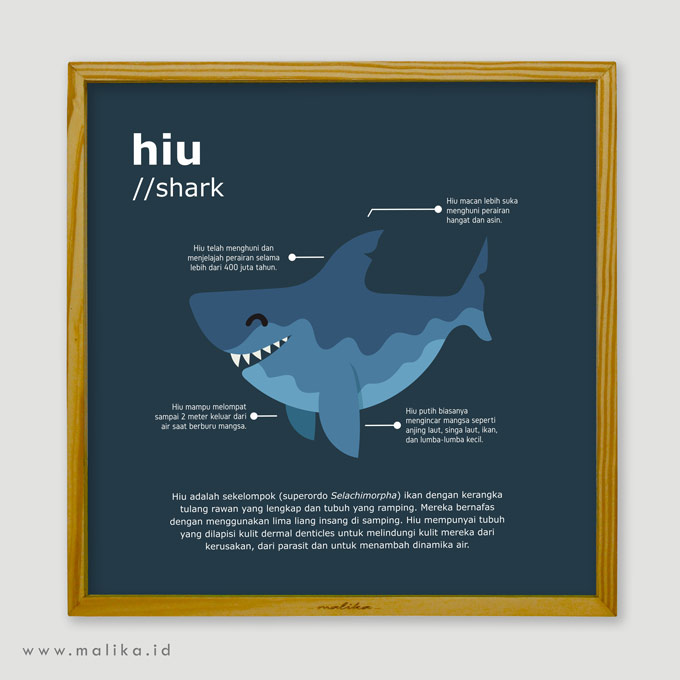 hiu
//shark
Hiu macan lebih suka
menghuni perairan
hangat dan asin.
Hiu telah menghuni dan
menjelajah perairan selama
lebih dari 400 juta tahun.
Hiu mampu melompat
sampai 2 meter keluar dari
air saat berburu mangsa.
Hiu putih biasanya
mengincar mangsa seperti
anjing laut, singa laut, ikan,
dan lumba-lumba kecil.
Hiu adalah sekelompok (superordo Selachimorpha) ikan dengan kerangka
tulang rawan yang lengkap dan tubuh yang ramping. Mereka bernafas
dengan menggunakan lima liang insang di samping. Hiu mempunyai tubuh
yang dilapisi kulit dermal denticles untuk melindungi kulit mereka dari
kerusakan, dari parasit dan untuk menambah dinamika air.
malika
www.malika.id